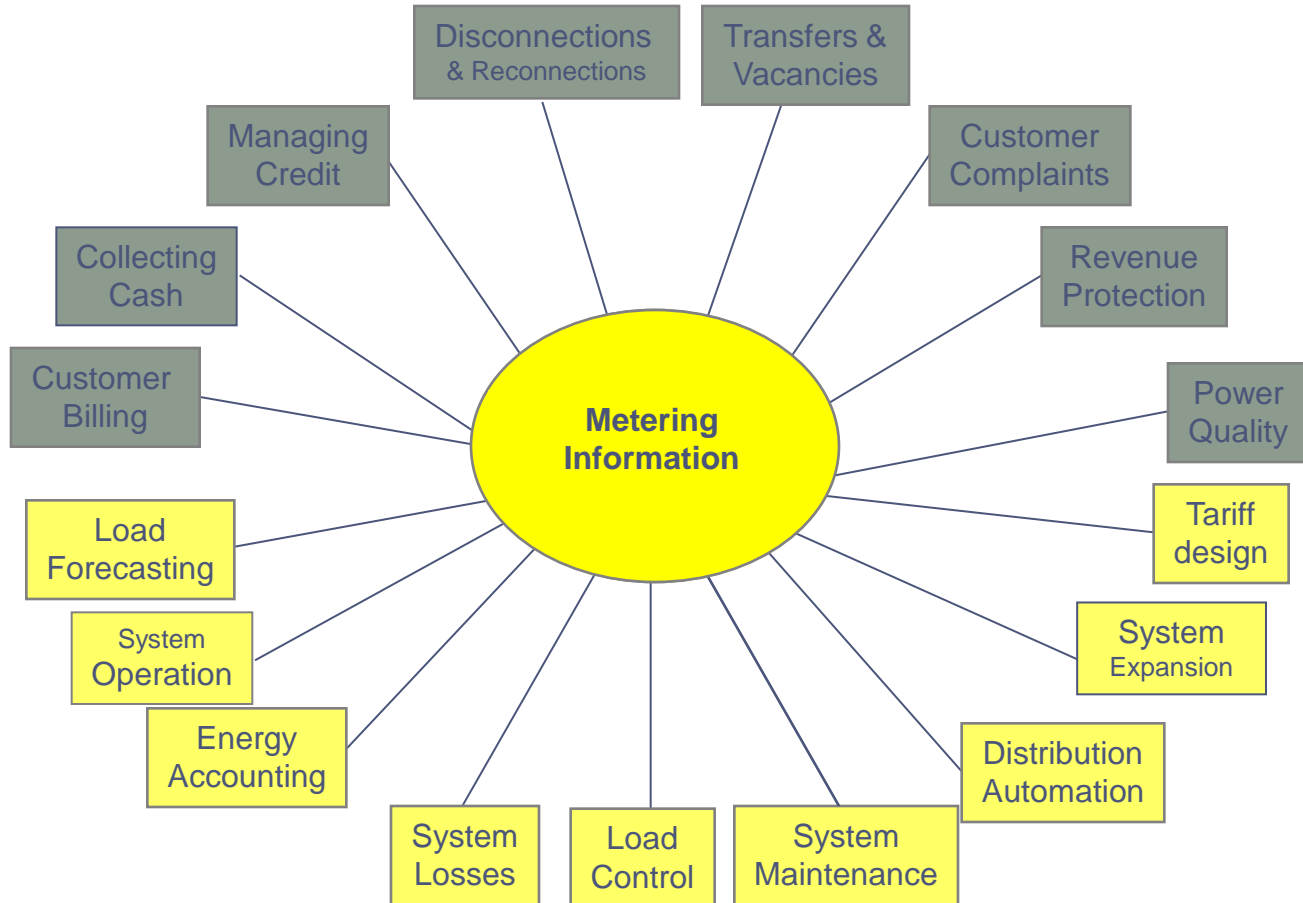 Disconnections
& Reconnections
Transfers &
Vacancies
Managing
Credit
Customer
Complaints
Collecting
Cash
Revenue
Protection
Customer
Billing
Metering
Information
Power
Quality
Load
Forecasting
Tariff
design
System
Operation
System
Expansion
Energy
Accounting
Distribution
Automation
System
Losses
Load
Control
System
Maintenance